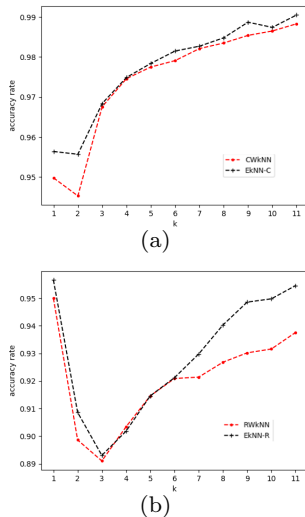 0.99
0.98
0.97
0.96
0.95
accuracy rate
CWkNN
EkNN-C
1 2 3 4 5 6 7 8 9 10 11
k
(a)
0.95
0.94
0.93
0.92
0.91
0.90
0.89
accuracy rate
RWkNN
EkNN-R
1 2 3 4 5 6 7 8 9 10 11
k
(b)